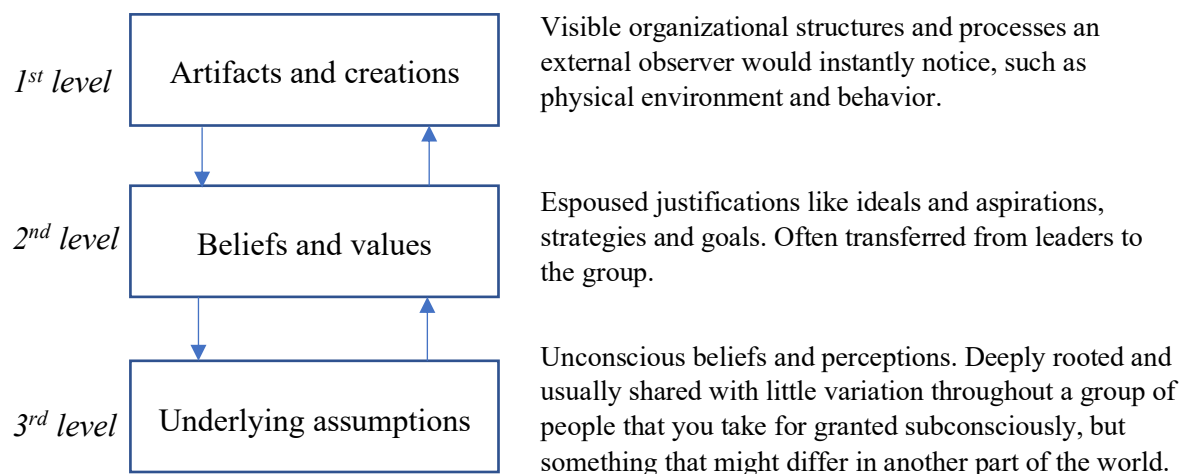 1st level
Artifacts and creations
Visible organizational structures and processes an
external observer would instantly notice, such as
physical environment and behavior.
2nd level
Beliefs and values
Espoused justifications like ideals and aspirations,
strategies and goals. Often transferred from leaders to
the group.
3rd level
Underlying assumptions
Unconscious beliefs and perceptions. Deeply rooted and
usually shared with little variation throughout a group of
people that you take for granted subconsciously, but
something that might differ in another part of the world.